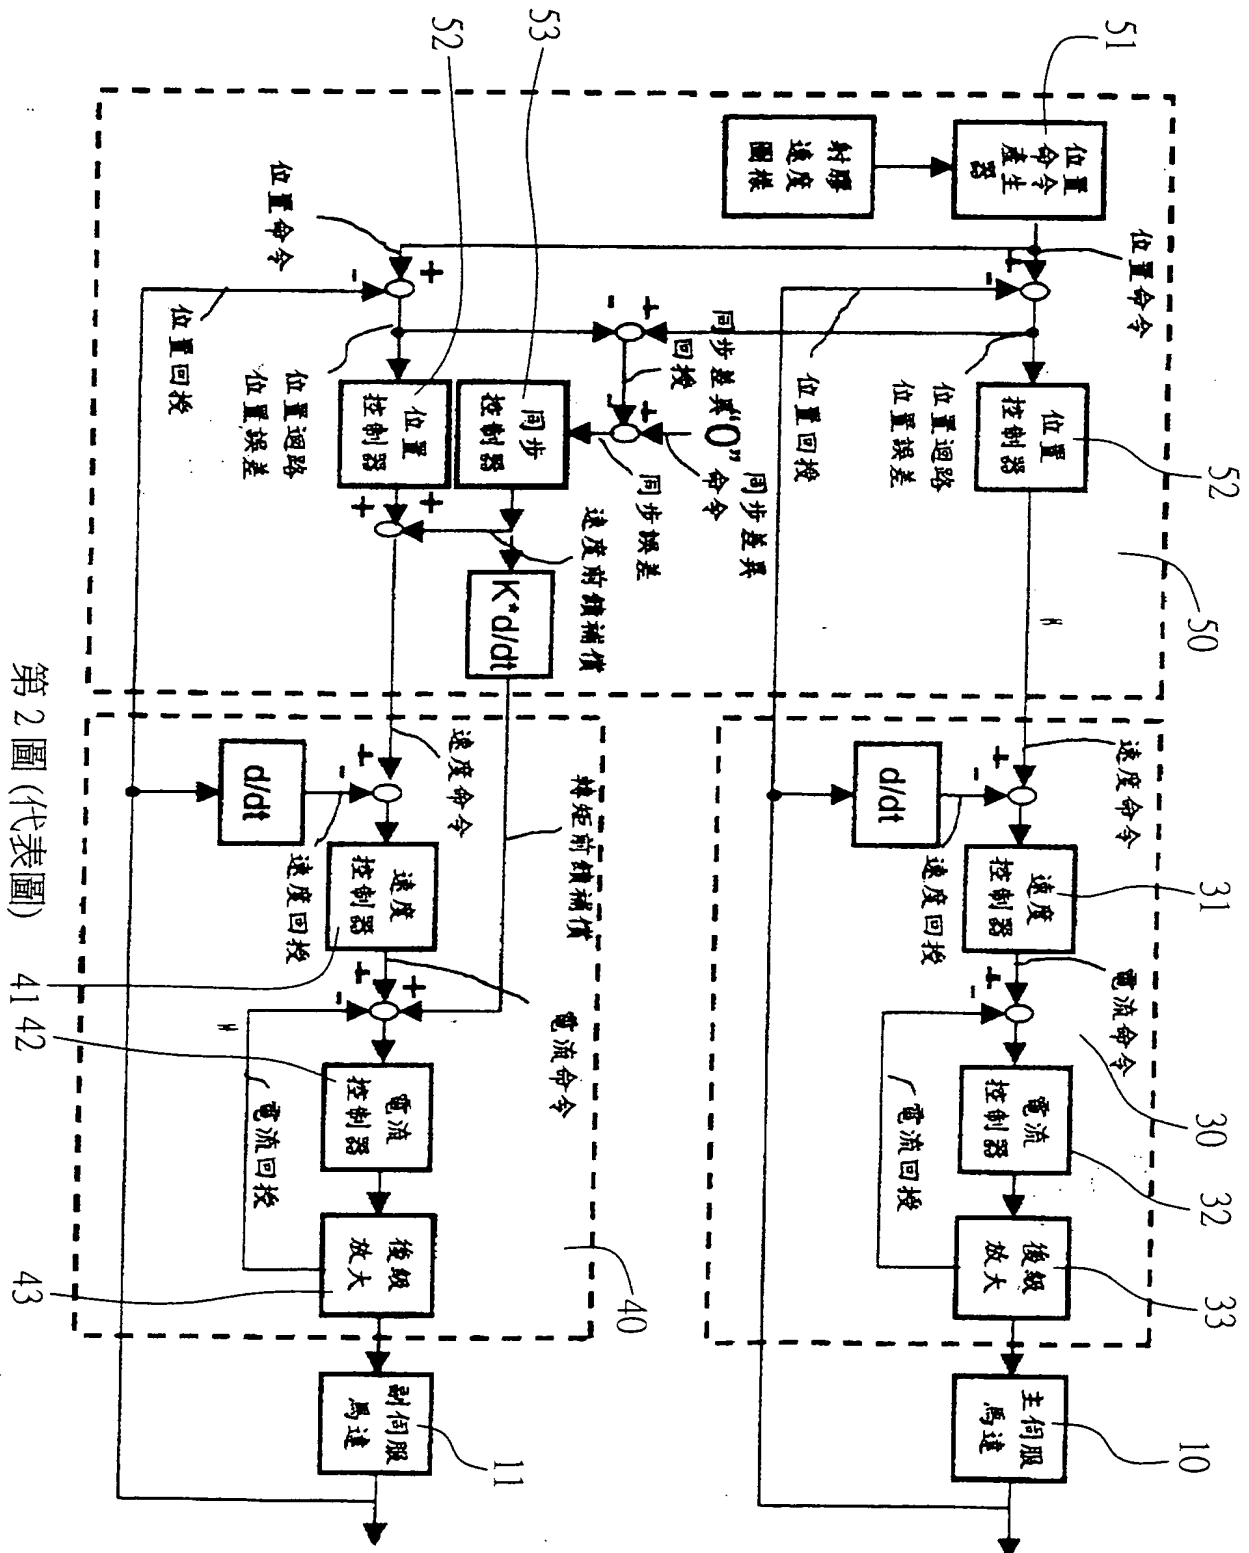 51
位置
命令
產生
器
射膠
速度
圖樣
位置命令
+
-
位置回授
位置迴路
位置誤差
位置
控制器
52
50
速度命令
+
-
d/dt
速度回授
速度
控制器
31
電流命令
+
-
30
電流
控制器
32
電流回授
後級
放大
33
主伺服
馬達
10
同步差異
回授
+
-
"0"
同步差異
命令
+
-
同步誤差
53
同步
控制器
速度前饋補償
K*d/dt
轉矩前饋補償
位置命令
+
-
位置回授
位置迴路
位置誤差
52
位置
控制器
+
+
速度命令
+
-
d/dt
速度回授
速度
控制器
41
電流命令
+
+
-
電流
控制器
42
電流回授
後級
放大
43
40
副伺服
馬達
11
第 2 圖 (代表圖)